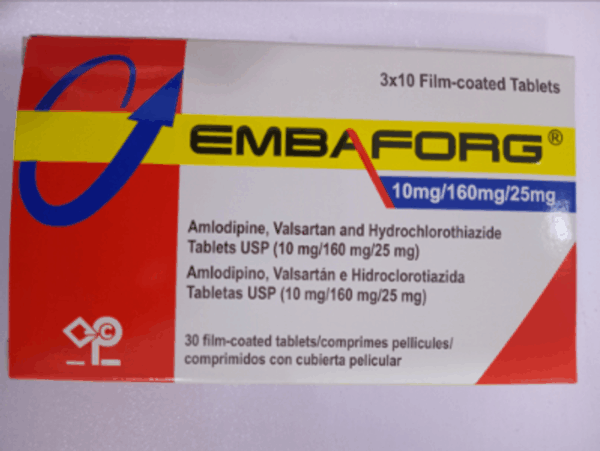 3x10 Film-coated Tablets
EMBAFORG®
10mg/160mg/25mg
Amlodipine, Valsartan and Hydrochlorothiazide
Tablets USP (10 mg/160 mg/25 mg)
Amlodipino, Valsartán e Hidroclorotiazida
Tabletas USP (10 mg/160 mg/25 mg)
30 film-coated tablets/comprimes pellicules/
comprimidos con cubierta pelicular